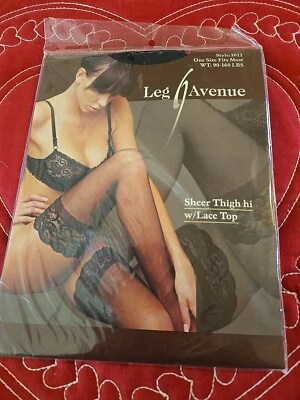 Style: 1011
One Size Fits Most
WT. 90-160 LBS
Leg Avenue
Sheer Thigh hi
w/Lace Top